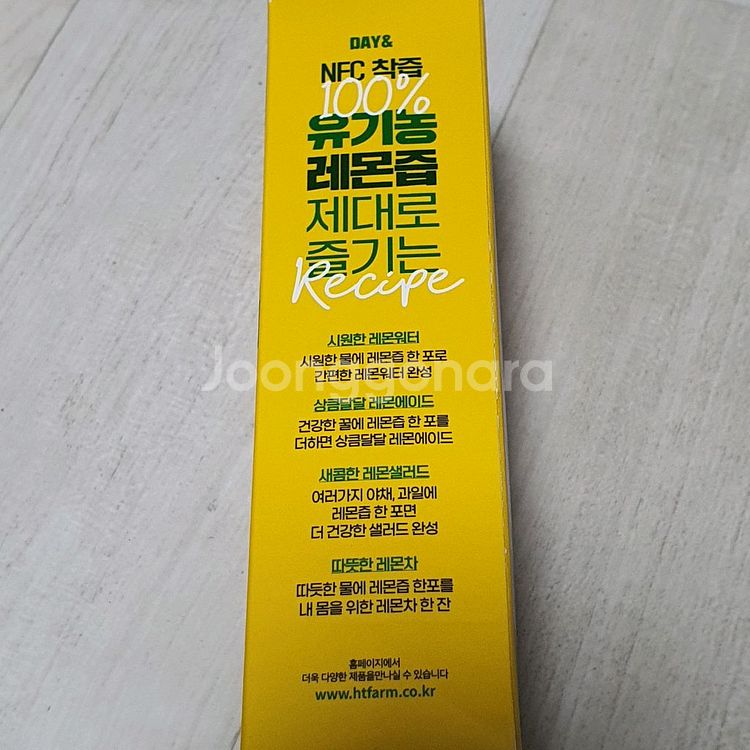 DAY&
NFC 착즙
100%
유기농
레몬즙
제대로
즐기는
Recipe
시원한 레몬워터
시원한 물에 레몬즙 한 포로
간편한 레몬워터 완성
Joonggonara
상큼달달 레몬에이드
건강한 꿀에 레몬즙 한 포를
더하면 상큼달달 레몬에이드
새콤한 레몬샐러드
여러가지 야채, 과일에
레몬즙 한 포면
더 건강한 샐러드 완성
따뜻한 레몬차
따듯한 물에 레몬즙 한포를
내 몸을 위한 레몬차 한 잔
홈페이지에서
더욱 다양한 제품을만나실 수 있습니다
www.htfarm.co.kr